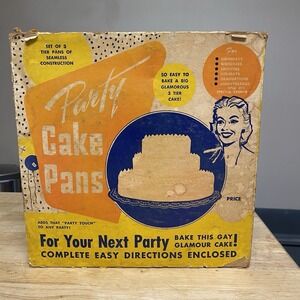 SET OF 3
TIER PANS OF
SEAMLESS
CONSTRUCTION
SO EASY TO
BAKE A BIG
GLAMOROUS
3 TIER
CAKE!
For
Party
Cake
Pans
PRICE
ADDS THAT "PARTY TOUCH"
TO ANY PARTY!
For Your Next Party BAKE THIS GAY
GLAMOUR CAKE!
COMPLETE EASY DIRECTIONS ENCLOSED